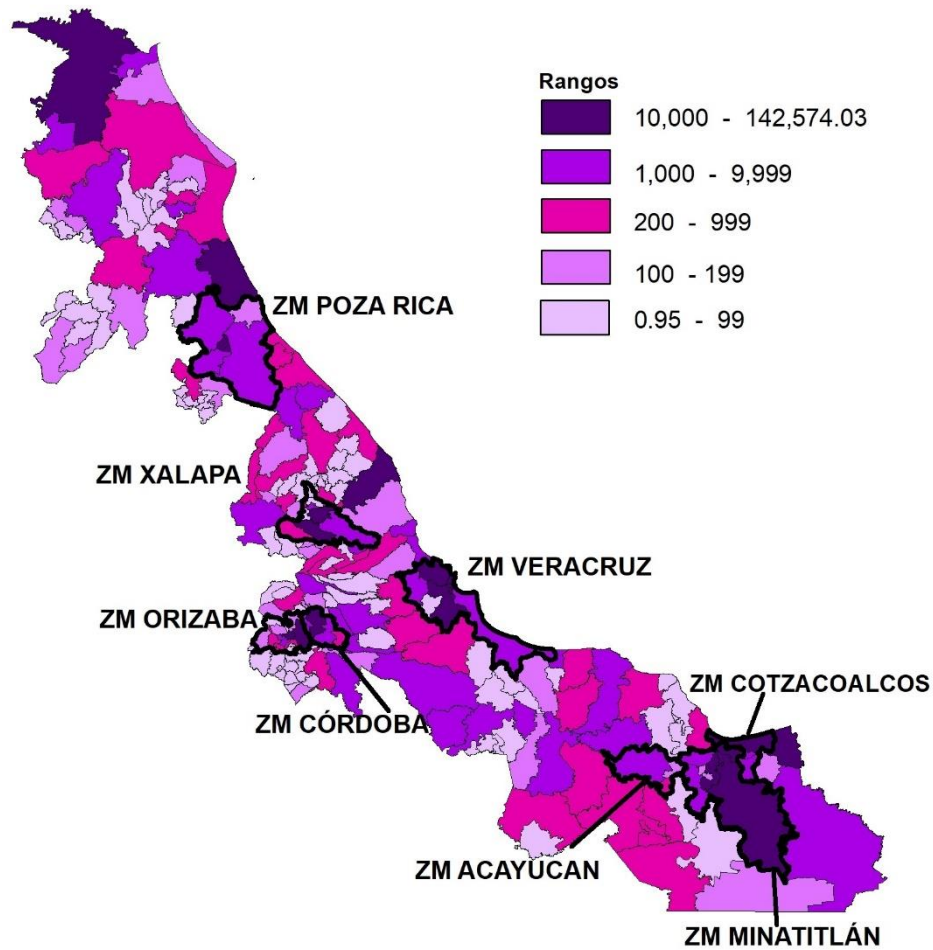 Rangos
10,000 - 142,574.03
1,000 - 9,999
200 - 999
100 - 199
0.95 - 99
ZM POZA RICA
ZM XALAPA
ZM VERACRUZ
ZM ORIZABA
ZM COTZACOALCOS
ZM CÓRDOBA
ZM ACAYUCAN
ZM MINATITLÁN